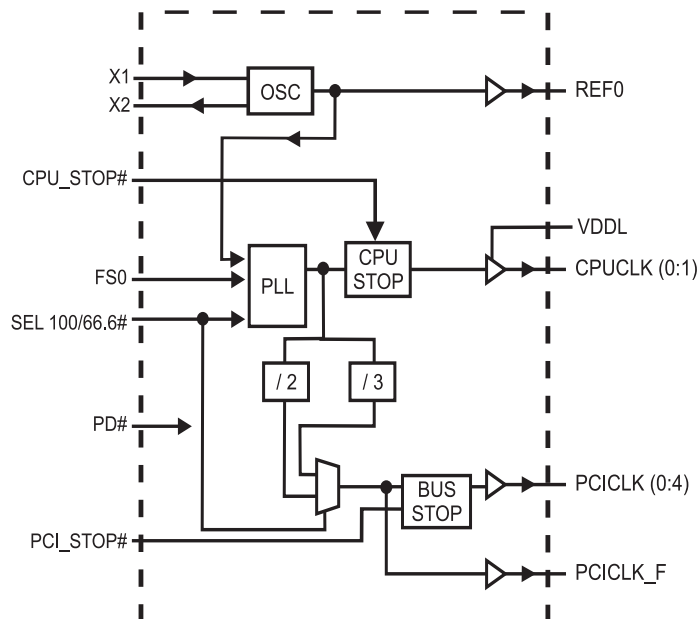 X1
OSC
REF0
X2
CPU_STOP#
VDDL
CPU
STOP
CPUCLK (0:1)
FS0
PLL
SEL 100/66.6#
/ 2
/ 3
PD#
BUS
STOP
PCICLK (0:4)
PCI_STOP#
PCICLK_F